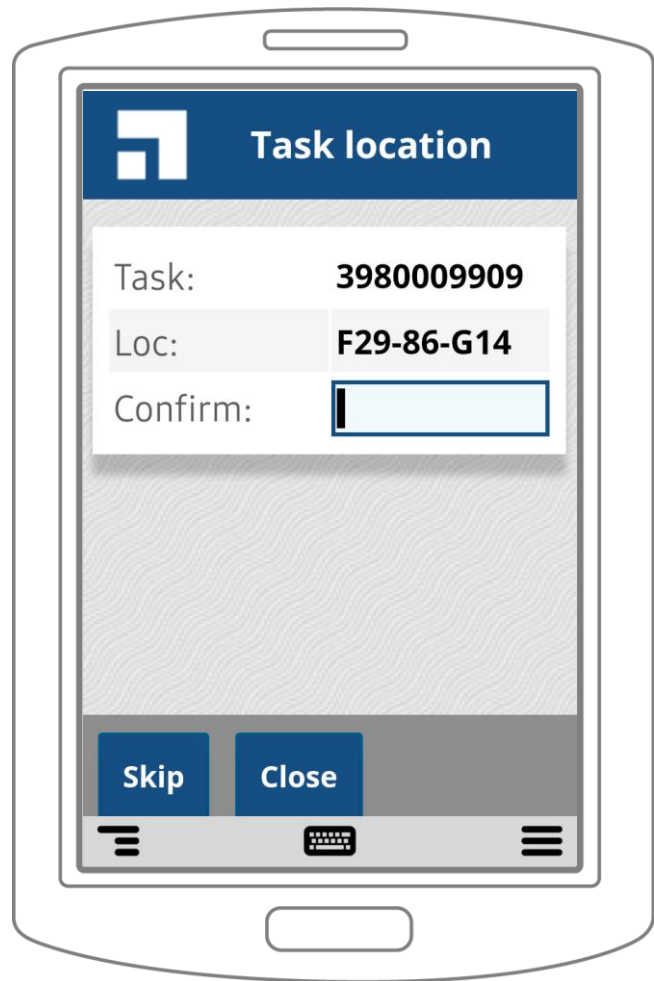 Task location
Task: 3980009909
Loc: F29-86-G14
Confirm:
Skip Close